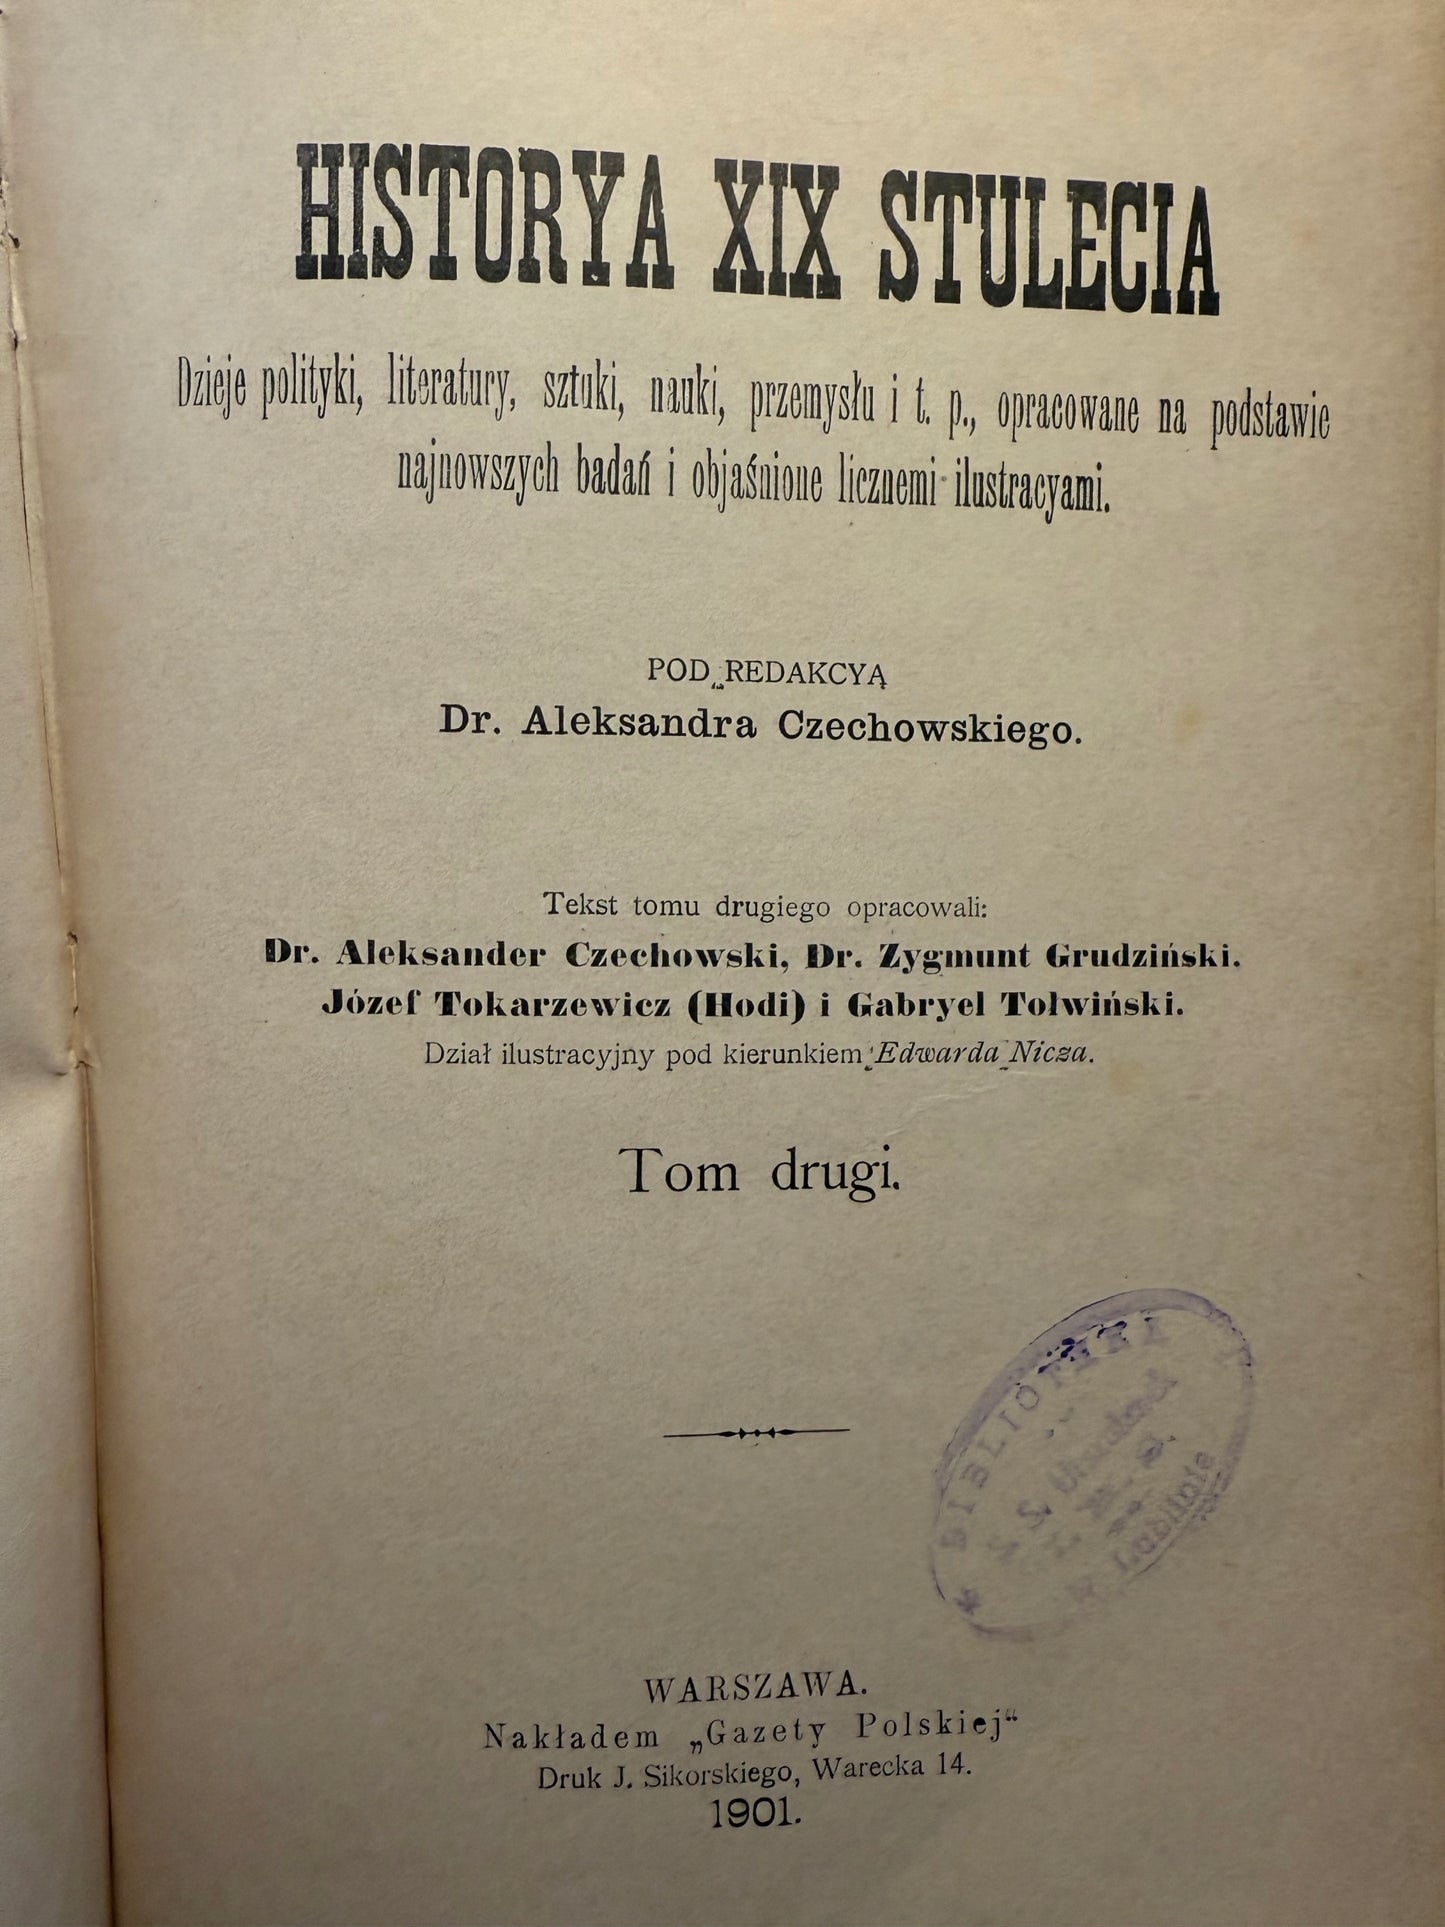 HISTORYA XIX STULECIA
Dzieje polityki, literatury, sztuki, nauki, przemysłu i t. p., opracowane na podstawie
najnowszych badań i objaśnione licznemi ilustracyami.
POD REDAKCYĄ
Dr. Aleksandra Czechowskiego.
Tekst tomu drugiego opracowali:
Dr. Aleksander Czechowski, Dr. Zygmunt Grudziński.
Józef Tokarzewicz (Hodi) i Gabryel Tołwiński.
Dział ilustracyjny pod kierunkiem Edwarda Nicza.
Tom drugi.
BIBLIOTEKA
w Lublinie
WARSZAWA.
Nakładem „Gazety Polskiej“
Druk J. Sikorskiego, Warecka 14.
1901.